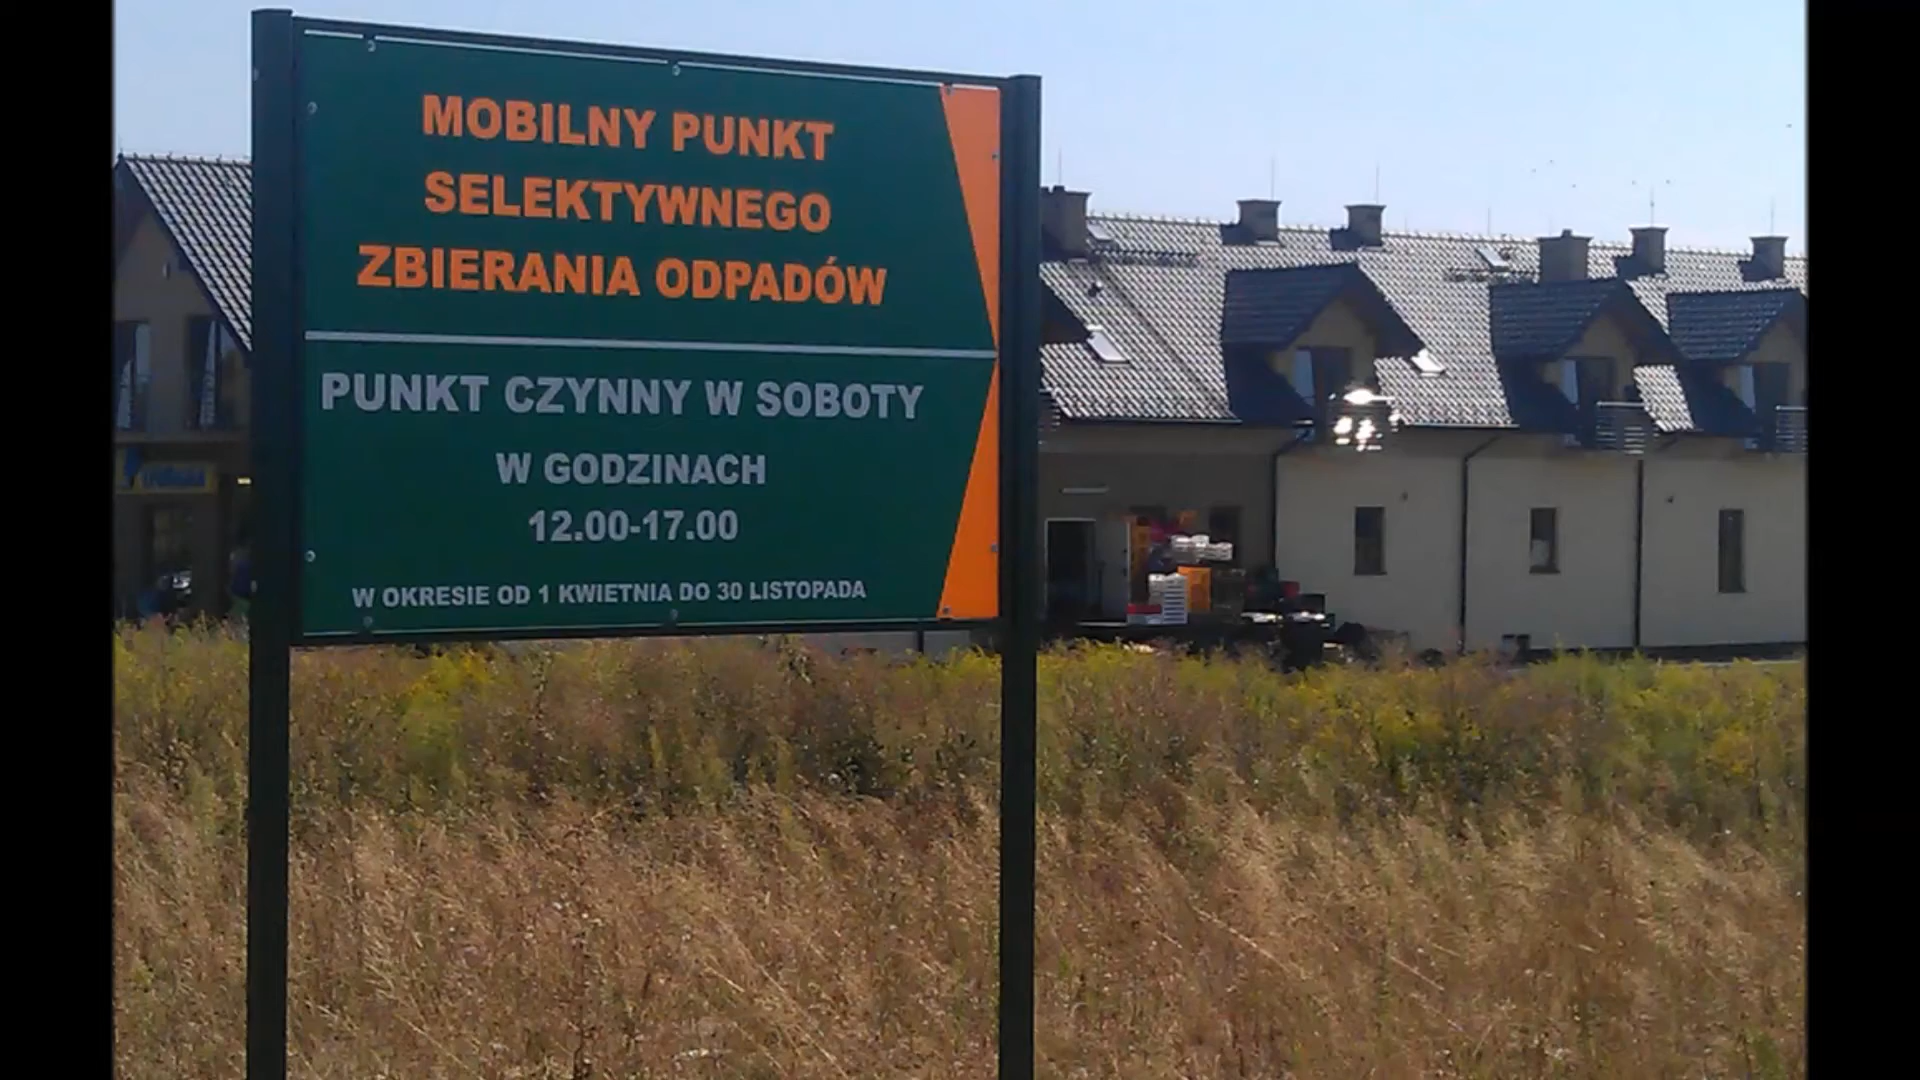 MOBILNY PUNKT
SELEKTYWNEGO
ZBIERANIA ODPADÓW
PUNKT CZYNNY W SOBOTY
W GODZINACH
12.00-17.00
W OKRESIE OD 1 KWIETNIA DO 30 LISTOPADA